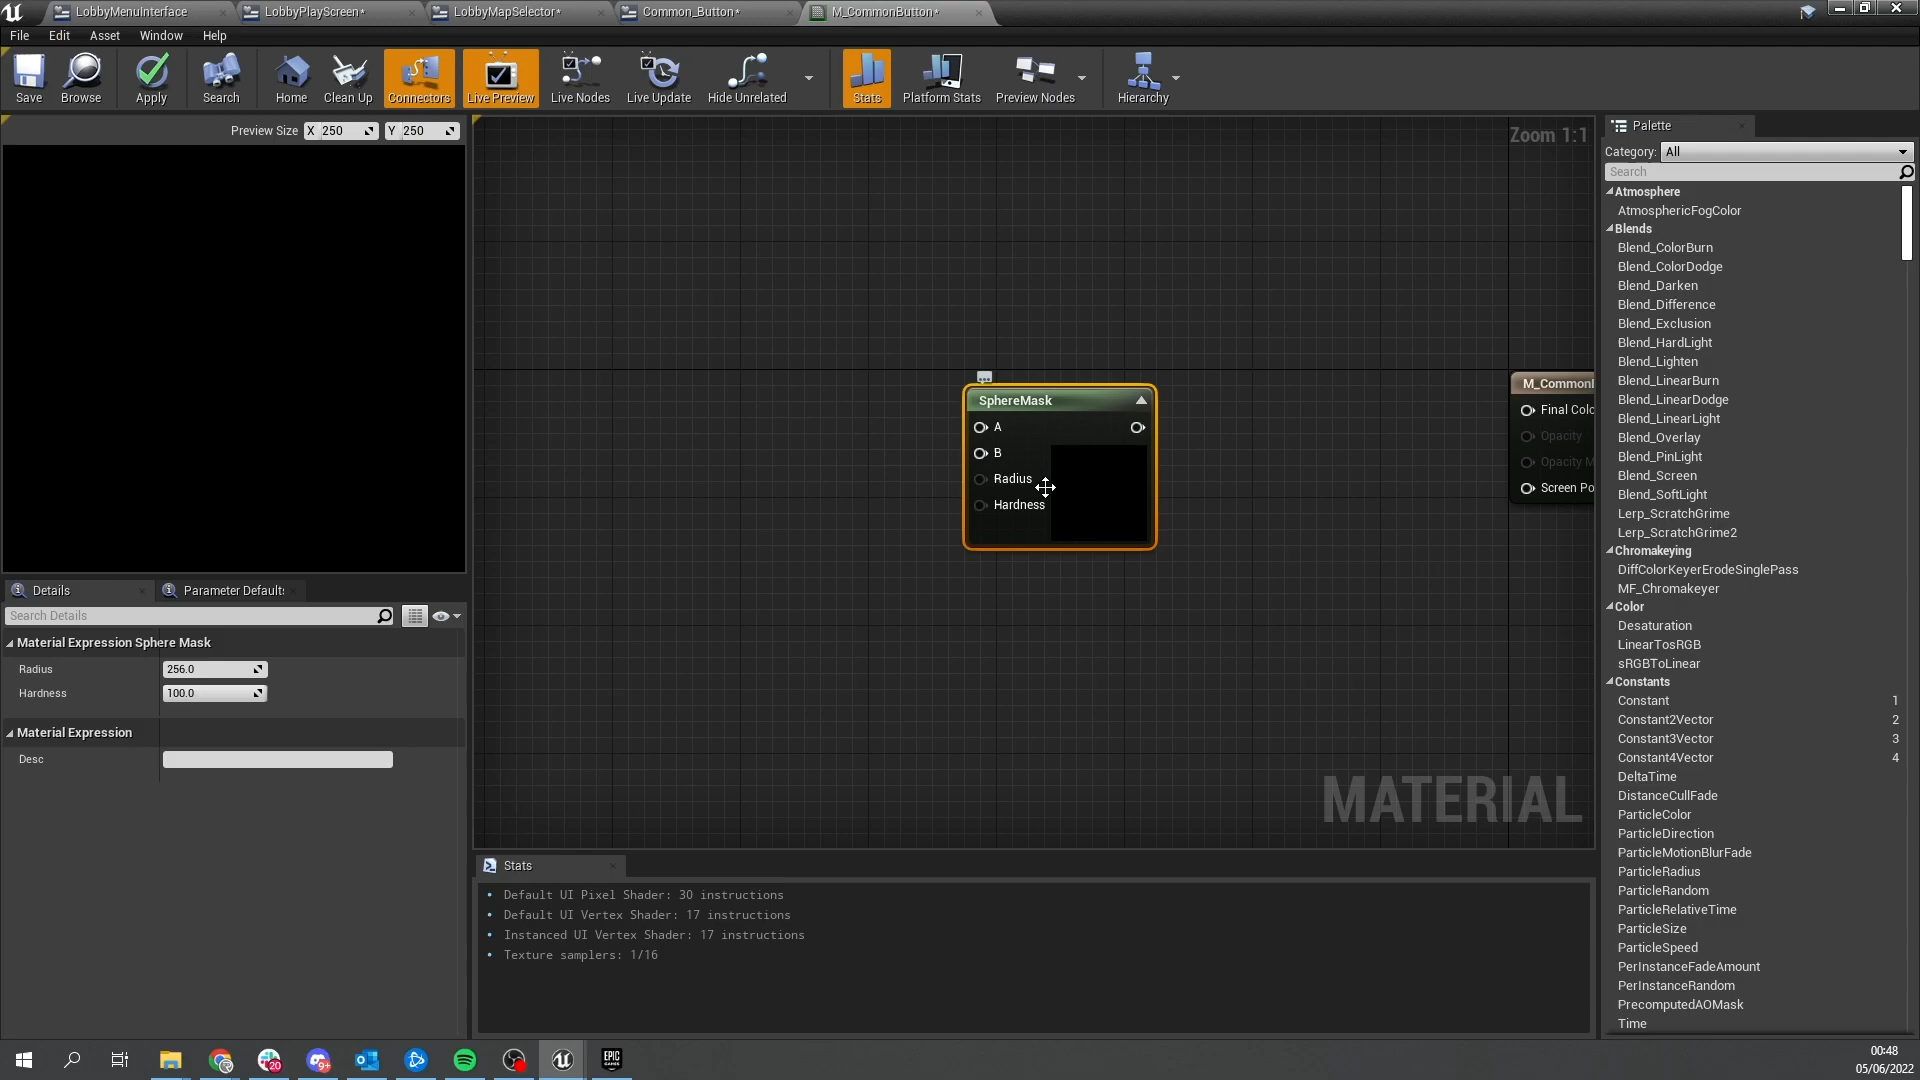 LobbyMenuInterface
LobbyPlayScreen*
LobbyMapSelector*
Common_Button*
M_CommonButton*
File Edit Asset Window Help
Save
Browse
Apply
Search
Home
Clean Up
Connectors
Live Preview
Live Nodes
Live Update
Hide Unrelated
Stats
Platform Stats
Preview Nodes
Hierarchy
Preview Size X 250 Y 250
Zoom 1:1
SphereMask
A
B
Radius
Hardness
M_CommonB
Final Colo
Opacity
Opacity M
Screen Po
MATERIAL
Details
Parameter Defaults
Search Details
Material Expression Sphere Mask
Radius 256.0
Hardness 100.0
Material Expression
Desc
Stats
Default UI Pixel Shader: 30 instructions
Default UI Vertex Shader: 17 instructions
Instanced UI Vertex Shader: 17 instructions
Texture samplers: 1/16
Palette
Category: All
Search
Atmosphere
AtmosphericFogColor
Blends
Blend_ColorBurn
Blend_ColorDodge
Blend_Darken
Blend_Difference
Blend_Exclusion
Blend_HardLight
Blend_Lighten
Blend_LinearBurn
Blend_LinearDodge
Blend_LinearLight
Blend_Overlay
Blend_PinLight
Blend_Screen
Blend_SoftLight
Lerp_ScratchGrime
Lerp_ScratchGrime2
Chromakeying
DiffColorKeyerErodeSinglePass
MF_Chromakeyer
Color
Desaturation
LinearTosRGB
sRGBToLinear
Constants
Constant 1
Constant2Vector 2
Constant3Vector 3
Constant4Vector 4
DeltaTime
DistanceCullFade
ParticleColor
ParticleDirection
ParticleMotionBlurFade
ParticleRadius
ParticleRandom
ParticleRelativeTime
ParticleSize
ParticleSpeed
PerInstanceFadeAmount
PerInstanceRandom
PrecomputedAOMask
Time
20
9+
EPIC
GAMES
00:48
05/06/2022